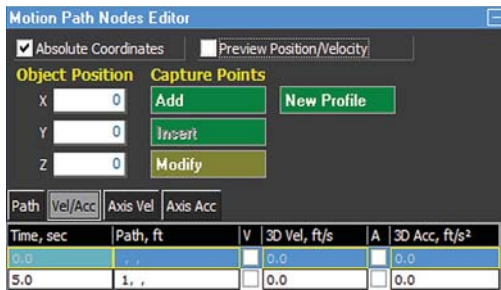 Motion Path Nodes Editor
Absolute Coordinates Preview Position/Velocity
Object Position Capture Points
X 0 Add New Profile
Y 0 Insert
Z 0 Modify
Path Vel/Acc Axis Vel Axis Acc
Time, sec Path, ft V 3D Vel, ft/s A 3D Acc, ft/s²
0.0 , , 0.0 0.0
5.0 1, , 0.0 0.0